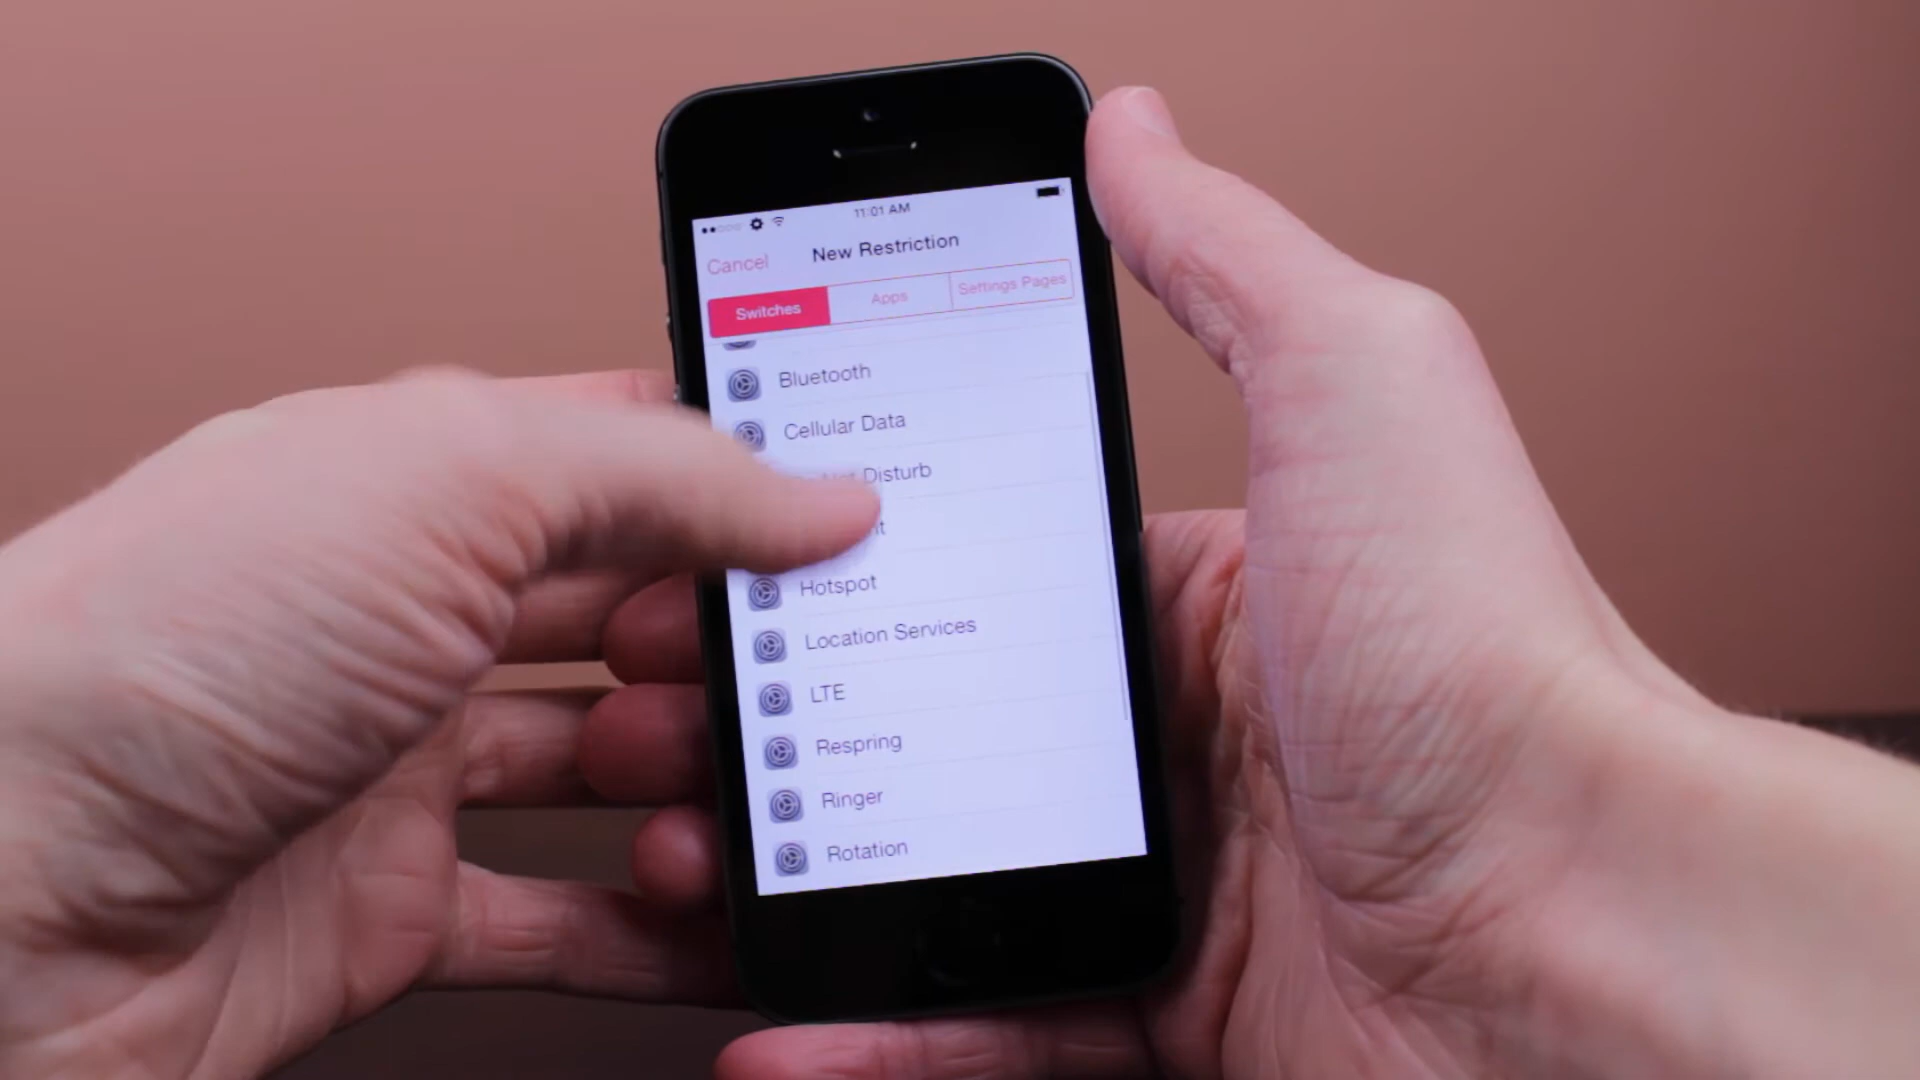 11:01 AM
Cancel New Restriction
Switches Apps Settings Pages
Bluetooth
Cellular Data
Disturb
Hotspot
Location Services
LTE
Respring
Ringer
Rotation